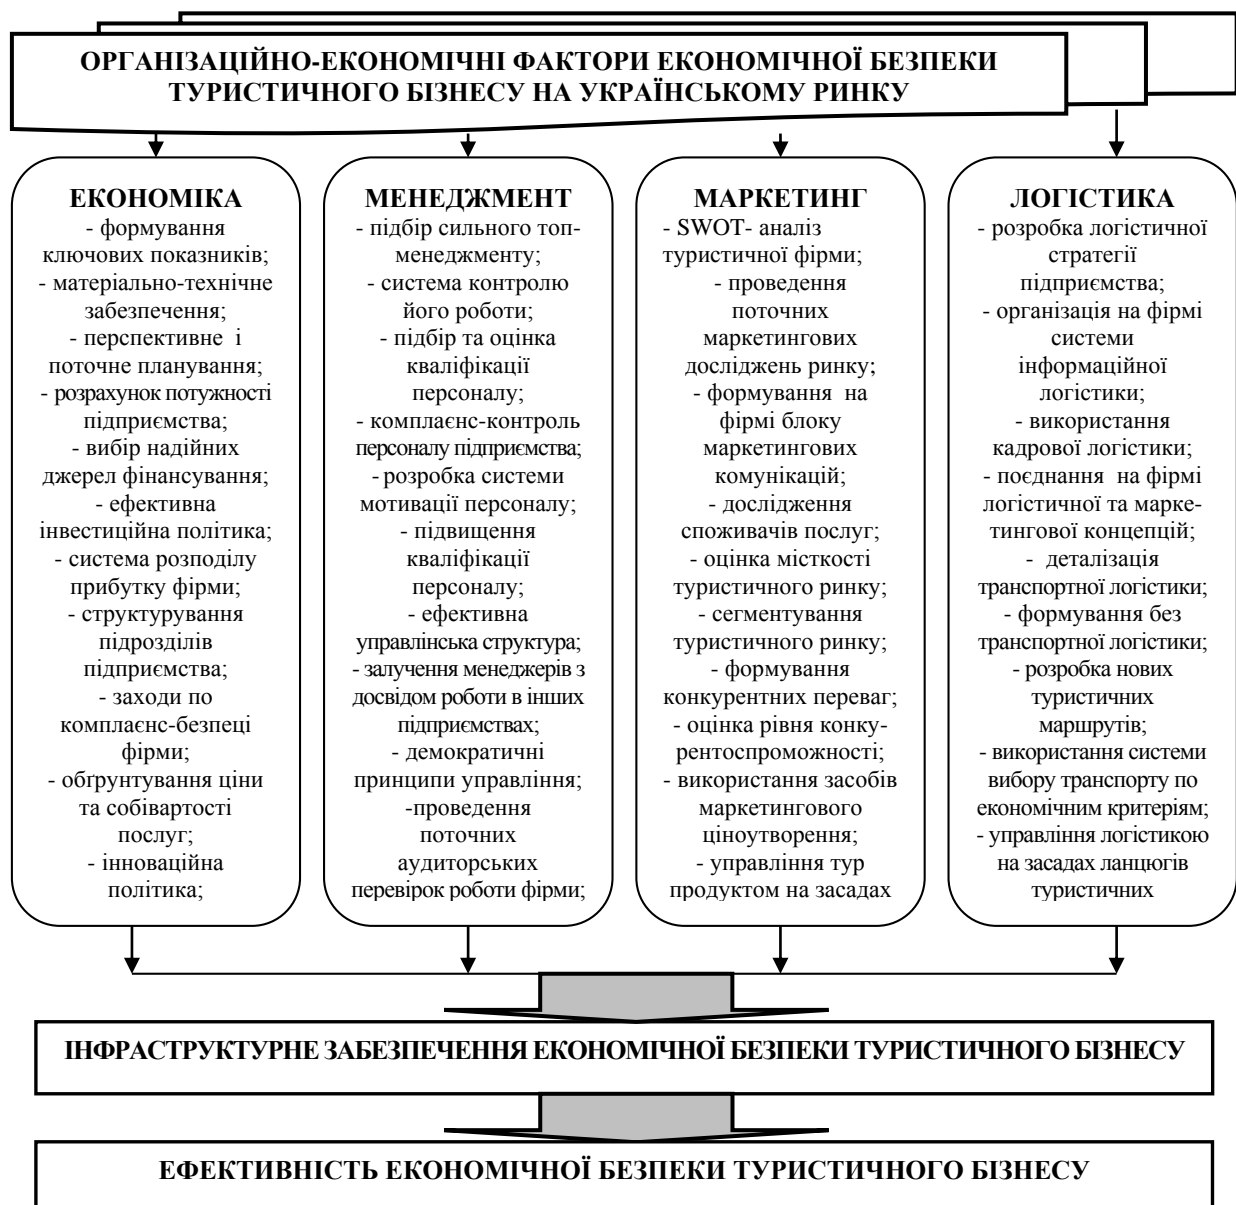 ОРГАНІЗАЦІЙНО-ЕКОНОМІЧНІ ФАКТОРИ ЕКОНОМІЧНОЇ БЕЗПЕКИ
ТУРИСТИЧНОГО БІЗНЕСУ НА УКРАЇНСЬКОМУ РИНКУ
ЕКОНОМІКА
- формування
ключових показників;
- матеріально-технічне
забезпечення;
- перспективне і
поточне планування;
- розрахунок потужності
підприємства;
- вибір надійних
джерел фінансування;
- ефективна
інвестиційна політика;
- система розподілу
прибутку фірми;
- структурування
підрозділів
підприємства;
- заходи по
комплаєнс-безпеці
фірми;
- обґрунтування ціни
та собівартості
послуг;
- інноваційна
політика;
МЕНЕДЖМЕНТ
- підбір сильного топ-
менеджменту;
- система контролю
його роботи;
- підбір та оцінка
кваліфікації
персоналу;
- комплаєнс-контроль
персоналу підприємства;
- розробка системи
мотивації персоналу;
- підвищення
кваліфікації
персоналу;
- ефективна
управлінська структура;
- залучення менеджерів з
досвідом роботи в інших
підприємствах;
- демократичні
принципи управління;
-проведення
поточних
аудиторських
перевірок роботи фірми;
МАРКЕТИНГ
- SWOT- аналіз
туристичної фірми;
- проведення
поточних
маркетингових
досліджень ринку;
- формування на
фірмі блоку
маркетингових
комунікацій;
- дослідження
споживачів послуг;
- оцінка місткості
туристичного ринку;
- сегментування
туристичного ринку;
- формування
конкурентних переваг;
- оцінка рівня конку-
рентоспроможності;
- використання засобів
маркетингового
ціноутворення;
- управління тур
продуктом на засадах
ЛОГІСТИКА
- розробка логістичної
стратегії
підприємства;
- організація на фірмі
системи
інформаційної
логістики;
- використання
кадрової логістики;
- поєднання на фірмі
логістичної та марке-
тингової концепцій;
- деталізація
транспортної логістики;
- формування без
транспортної логістики;
- розробка нових
туристичних
маршрутів;
- використання системи
вибору транспорту по
економічним критеріям;
- управління логістикою
на засадах ланцюгів
туристичних
ІНФРАСТРУКТУРНЕ ЗАБЕЗПЕЧЕННЯ ЕКОНОМІЧНОЇ БЕЗПЕКИ ТУРИСТИЧНОГО БІЗНЕСУ
ЕФЕКТИВНІСТЬ ЕКОНОМІЧНОЇ БЕЗПЕКИ ТУРИСТИЧНОГО БІЗНЕСУ